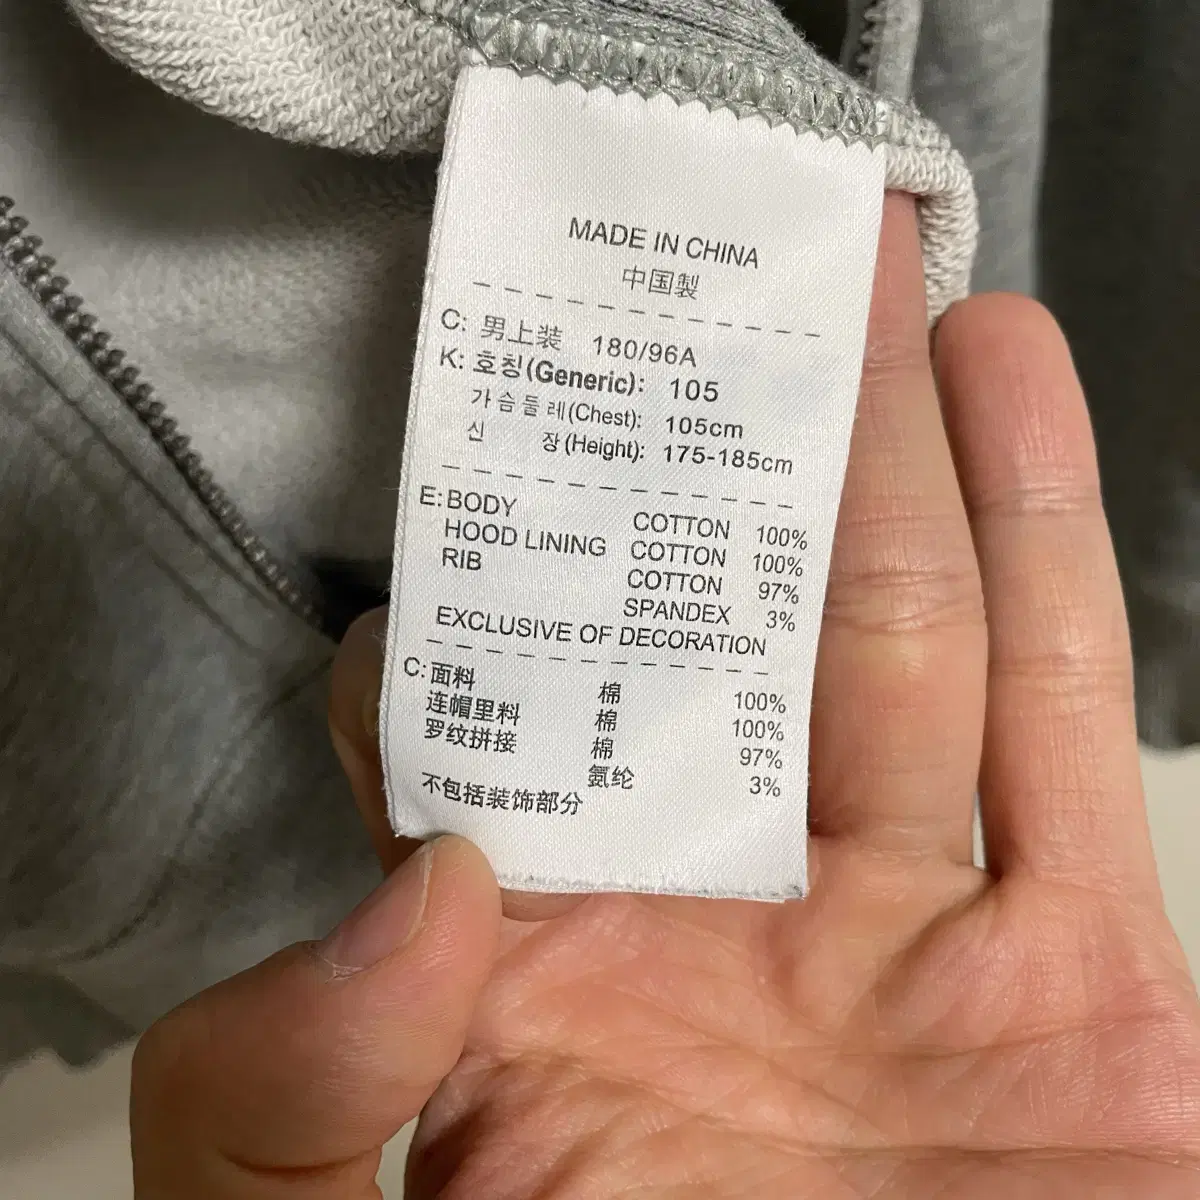 MADE IN CHINA
中国製
C: 男上装 180/96A
K: 호칭(Generic): 105
가슴둘레(Chest): 105cm
신 장(Height): 175-185cm
E: BODY COTTON 100%
HOOD LINING COTTON 100%
RIB COTTON 97%
SPANDEX 3%
EXCLUSIVE OF DECORATION
C: 面料 棉 100%
连帽里料 棉 100%
罗纹拼接 棉 97%
氨纶 3%
不包括装饰部分